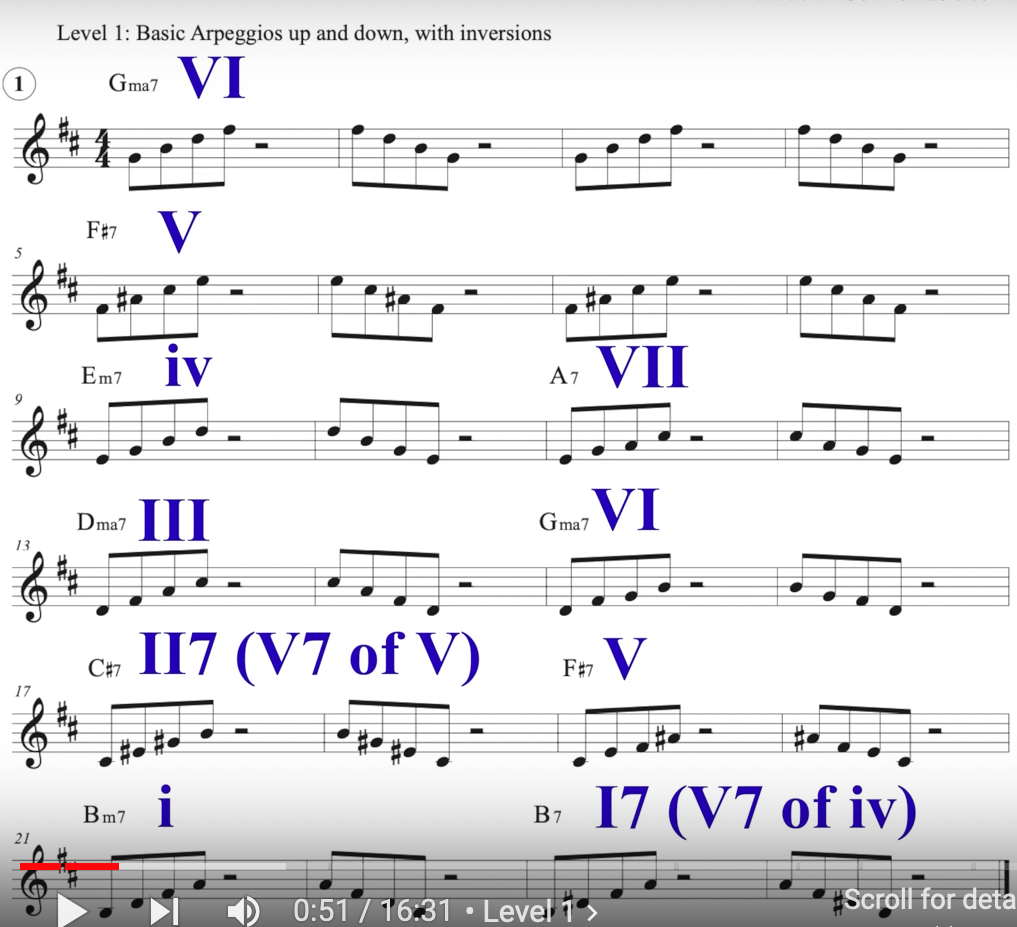 Level 1: Basic Arpeggios up and down, with inversions
1 Gma7 VI
4
4
F#7 V
5
Em7 iv A7 VII
9
Dma7 III Gma7 VI
13
C#7 II7 (V7 of V) F#7 V
17
Bm7 i B7 I7 (V7 of iv)
21
Scroll for deta
0:51 / 16:31 • Level 1 >